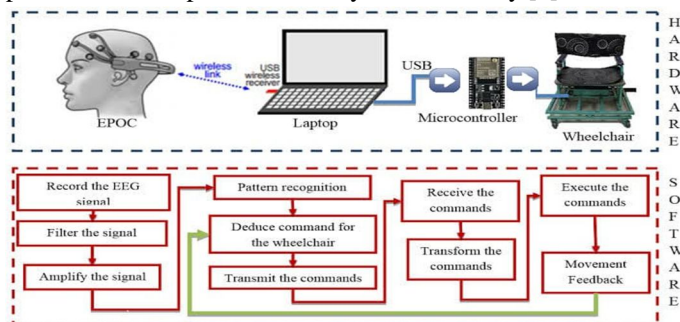 wireless
link
USB
wireless
receiver
USB
EPOC
Laptop
Microcontroller
Wheelchair
H
A
R
D
W
A
R
E
Record the EEG
signal
Filter the signal
Amplify the signal
Pattern recognition
Deduce command for
the wheelchair
Transmit the commands
Receive the
commands
Transform the
commands
Execute the
commands
Movement
Feedback
S
O
F
T
W
A
R
E